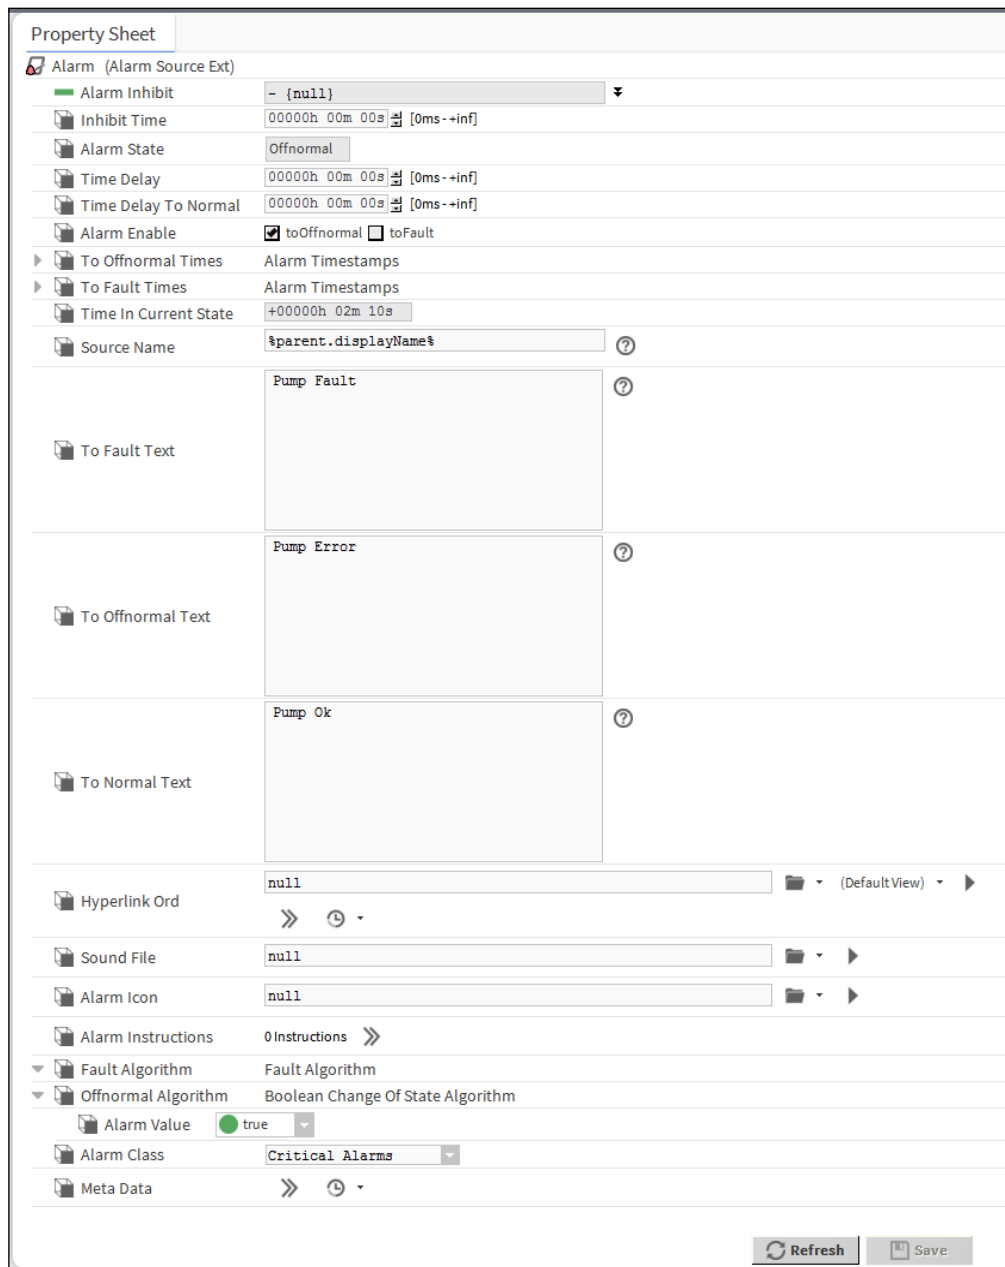 Property Sheet
Alarm (Alarm Source Ext)
Alarm Inhibit - {null}
Inhibit Time 00000h 00m 00s [0ms-+inf]
Alarm State Offnormal
Time Delay 00000h 00m 00s [0ms-+inf]
Time Delay To Normal 00000h 00m 00s [0ms-+inf]
Alarm Enable toOffnormal toFault
To Offnormal Times Alarm Timestamps
To Fault Times Alarm Timestamps
Time In Current State +00000h 02m 10s
Source Name %parent.displayName%
Pump Fault
To Fault Text
Pump Error
To Offnormal Text
Pump Ok
To Normal Text
null (Default View)
Hyperlink Ord
Sound File null
Alarm Icon null
Alarm Instructions 0 Instructions
Fault Algorithm Fault Algorithm
Offnormal Algorithm Boolean Change Of State Algorithm
Alarm Value true
Alarm Class Critical Alarms
Meta Data
Refresh Save